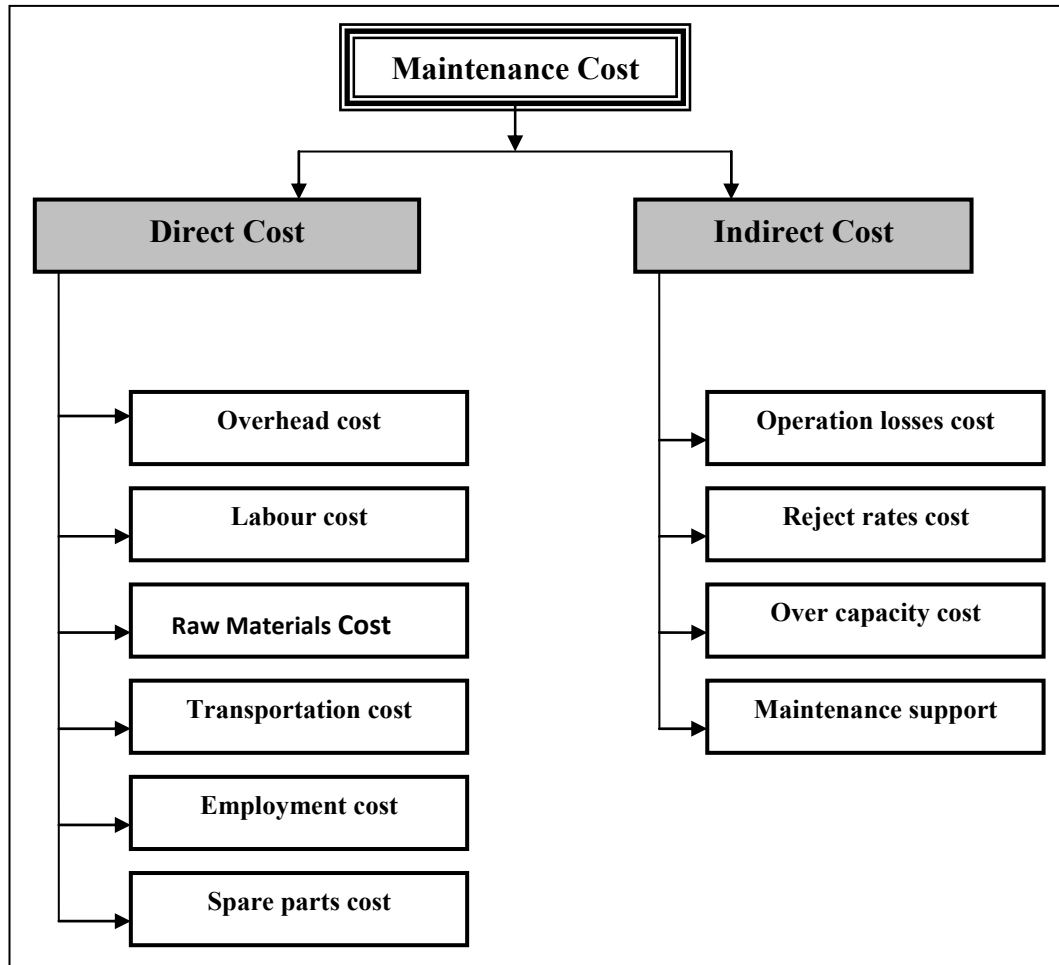 Maintenance Cost
Direct Cost
Indirect Cost
Overhead cost
Labour cost
Raw Materials Cost
Transportation cost
Employment cost
Spare parts cost
Operation losses cost
Reject rates cost
Over capacity cost
Maintenance support